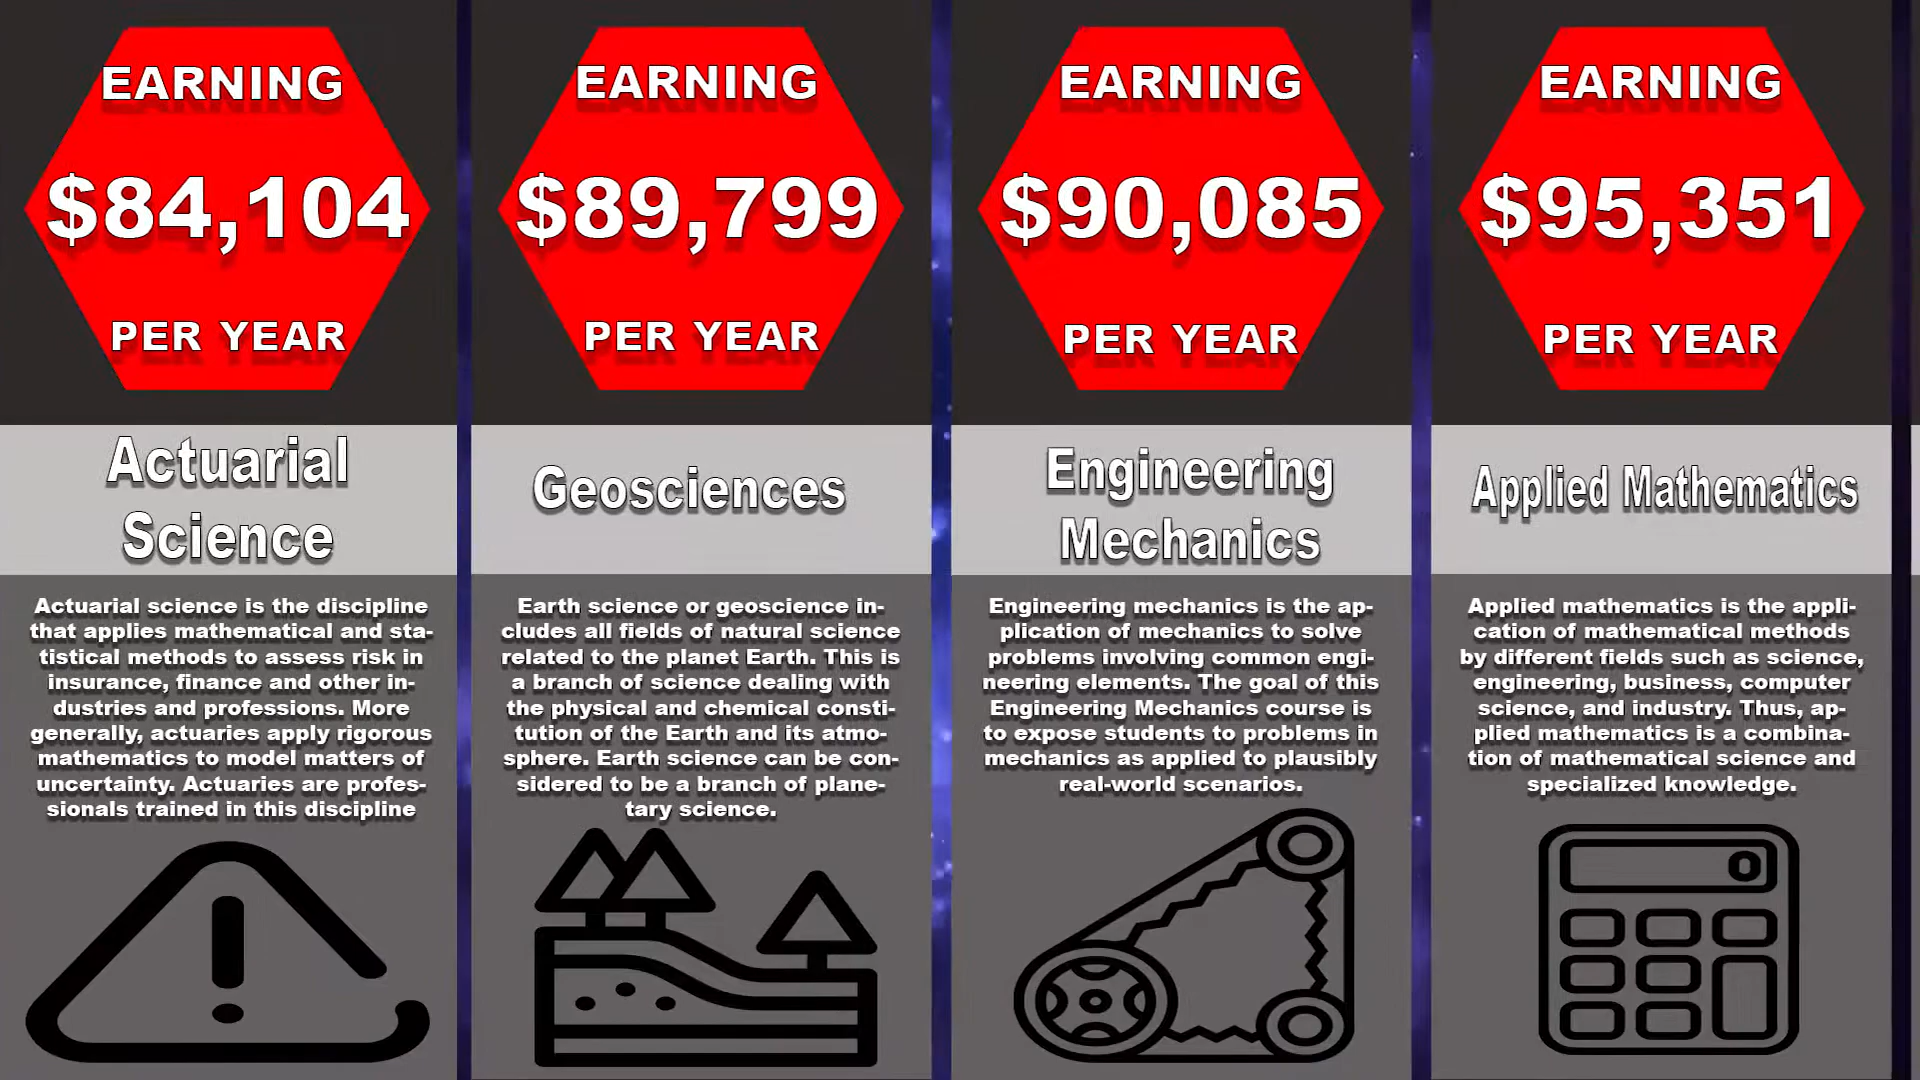 EARNING
$84,104
PER YEAR
Actuarial
Science
Actuarial science is the discipline
that applies mathematical and sta-
tistical methods to assess risk in
insurance, finance and other in-
dustries and professions. More
generally, actuaries apply rigorous
mathematics to model matters of
uncertainty. Actuaries are profes-
sionals trained in this discipline
EARNING
$89,799
PER YEAR
Geosciences
Earth science or geoscience in-
cludes all fields of natural science
related to the planet Earth. This is
a branch of science dealing with
the physical and chemical consti-
tution of the Earth and its atmo-
sphere. Earth science can be con-
sidered to be a branch of plane-
tary science.
EARNING
$90,085
PER YEAR
Engineering
Mechanics
Engineering mechanics is the ap-
plication of mechanics to solve
problems involving common engi-
neering elements. The goal of this
Engineering Mechanics course is
to expose students to problems in
mechanics as applied to plausibly
real-world scenarios.
EARNING
$95,351
PER YEAR
Applied Mathematics
Applied mathematics is the appli-
cation of mathematical methods
by different fields such as science,
engineering, business, computer
science, and industry. Thus, ap-
plied mathematics is a combina-
tion of mathematical science and
specialized knowledge.
0